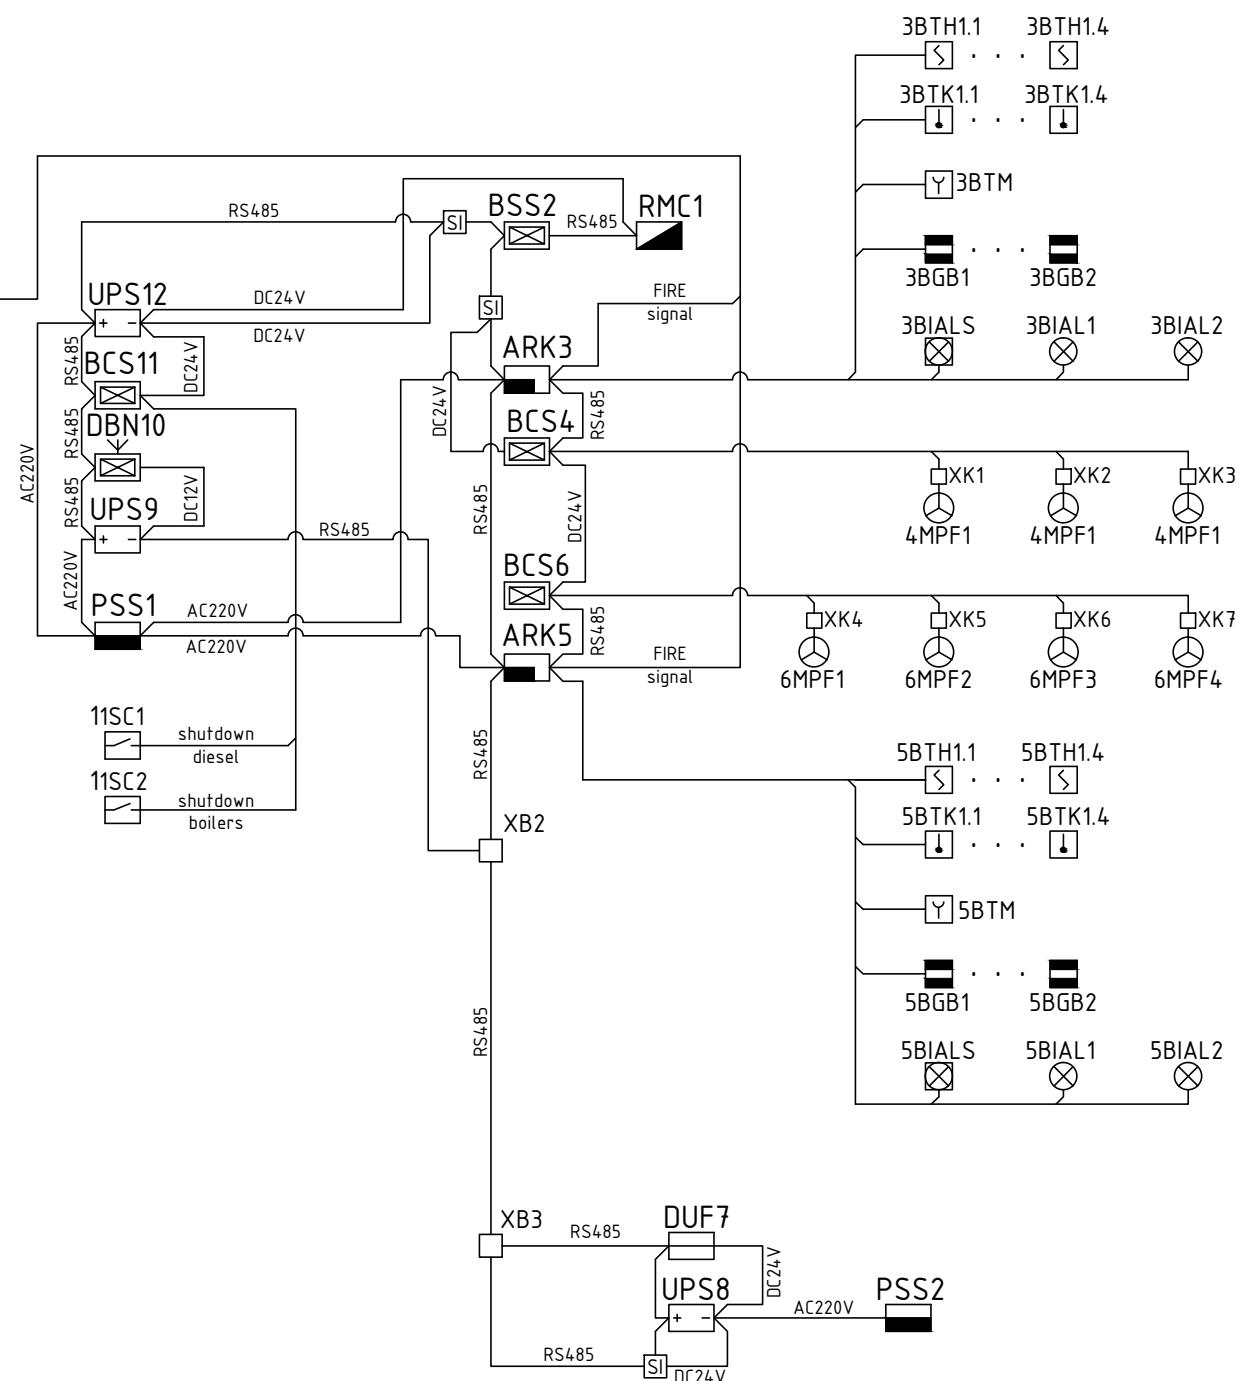 3BTH1.1 3BTH1.4
3BTK1.1 3BTK1.4
3BTM
3BGB1 3BGB2
3BIALS 3BIAL1 3BIAL2
RS485
SI
BSS2
RS485
RMC1
UPS12
+ -
DC24V
DC24V
SI
FIRE
signal
RS485
DC24V
BCS11
ARK3
DC24V
RS485
RS485
DBN10
BCS4
XK1 XK2 XK3
4MPF1 4MPF1 4MPF1
AC220V
RS485
DC12V
UPS9
+ -
RS485
RS485
DC24V
AC220V
BCS6
PSS1
AC220V
AC220V
RS485
ARK5
FIRE
signal
XK4 XK5 XK6 XK7
6MPF1 6MPF2 6MPF3 6MPF4
11SC1
shutdown
diesel
11SC2
shutdown
boilers
RS485
XB2
5BTH1.1 5BTH1.4
5BTK1.1 5BTK1.4
5BTM
5BGB1 5BGB2
5BIALS 5BIAL1 5BIAL2
RS485
XB3
RS485
DUF7
DC24V
UPS8
+ -
AC220V
PSS2
RS485
SI
DC24V